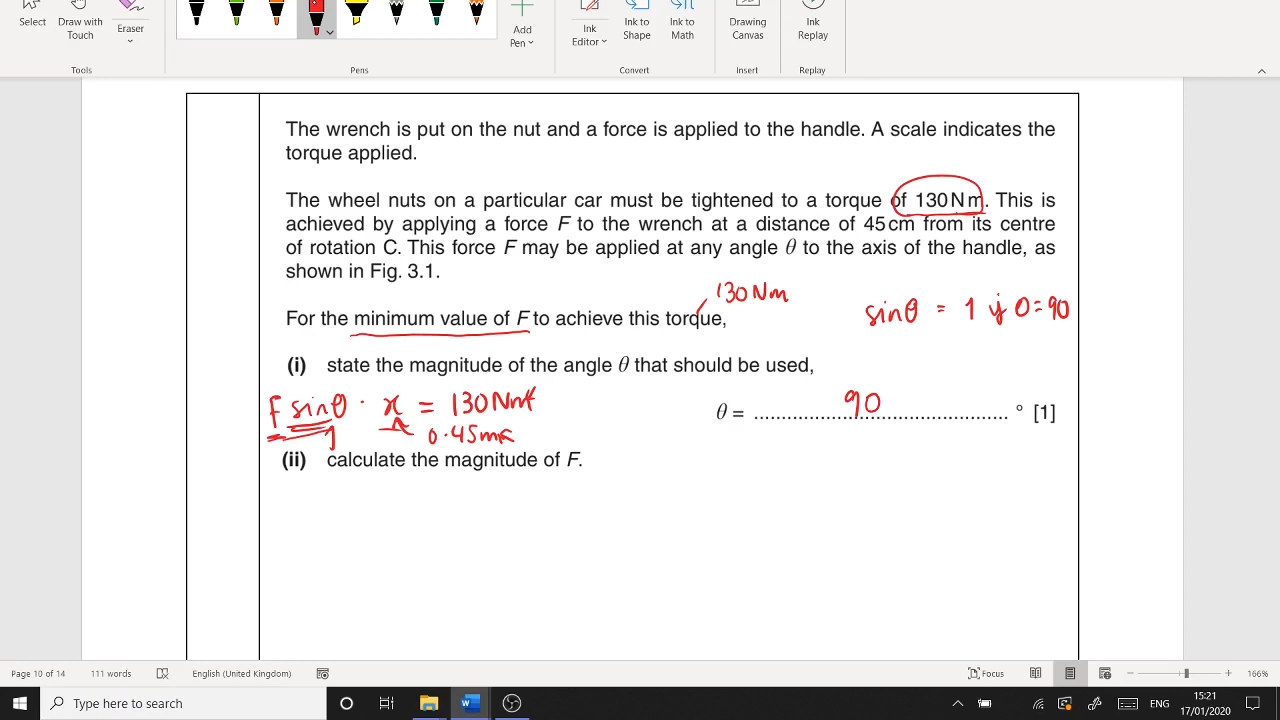 Select
Draw with
Touch
Eraser
Add
Pen
Ink
Editor
Ink to
Shape
Ink to
Math
Drawing
Canvas
Ink
Replay
Tools
Pens
Convert
Insert
Replay
The wrench is put on the nut and a force is applied to the handle. A scale indicates the
torque applied.
The wheel nuts on a particular car must be tightened to a torque of 130 N m. This is
achieved by applying a force F to the wrench at a distance of 45 cm from its centre
of rotation C. This force F may be applied at any angle θ to the axis of the handle, as
shown in Fig. 3.1.
130 Nm
sinθ = 1 if θ = 90
For the minimum value of F to achieve this torque,
(i) state the magnitude of the angle θ that should be used,
F sinθ · x = 130 Nm
90
θ = .............................................. ° [1]
1
0.45m
(ii) calculate the magnitude of F.
Page 10 of 14
111 words
English (United Kingdom)
Focus
166%
Type here to search
ENG
15:21
17/01/2020